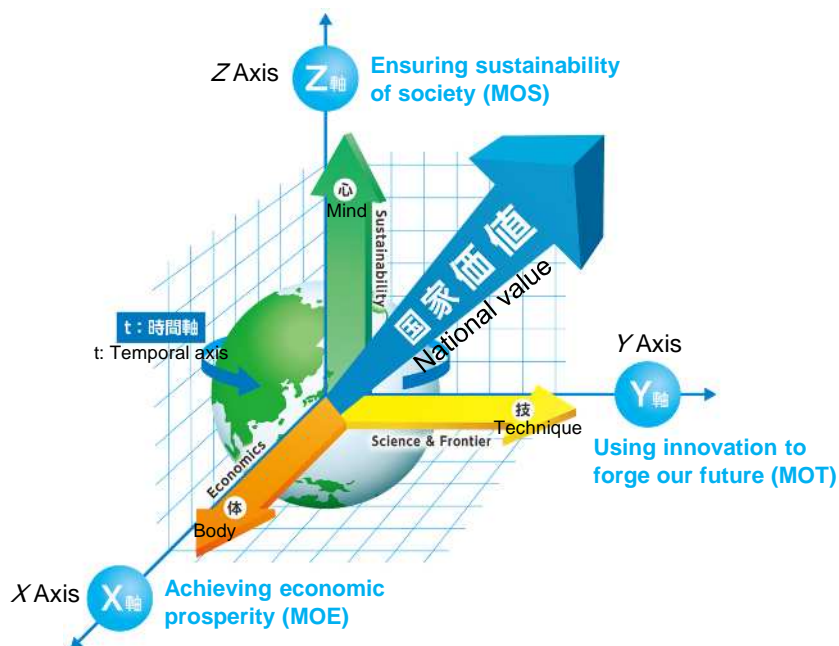 Z Axis
Z軸
Ensuring sustainability
of society (MOS)
心
Mind
Sustainability
国家価値
National value
t：時間軸
t: Temporal axis
Y Axis
Y軸
技
Technique
Science & Frontier
Using innovation to
forge our future (MOT)
Economics
体
Body
X Axis
X軸
Achieving economic
prosperity (MOE)